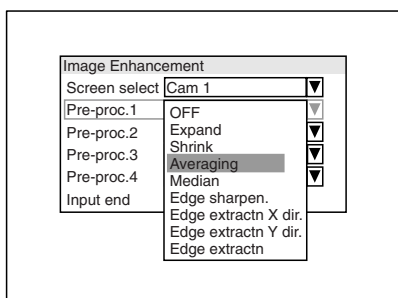 Image Enhancement
Screen select Cam 1
Pre-proc.1
Pre-proc.2
Pre-proc.3
Pre-proc.4
Input end
OFF
Expand
Shrink
Averaging
Median
Edge sharpen.
Edge extractn X dir.
Edge extractn Y dir.
Edge extractn